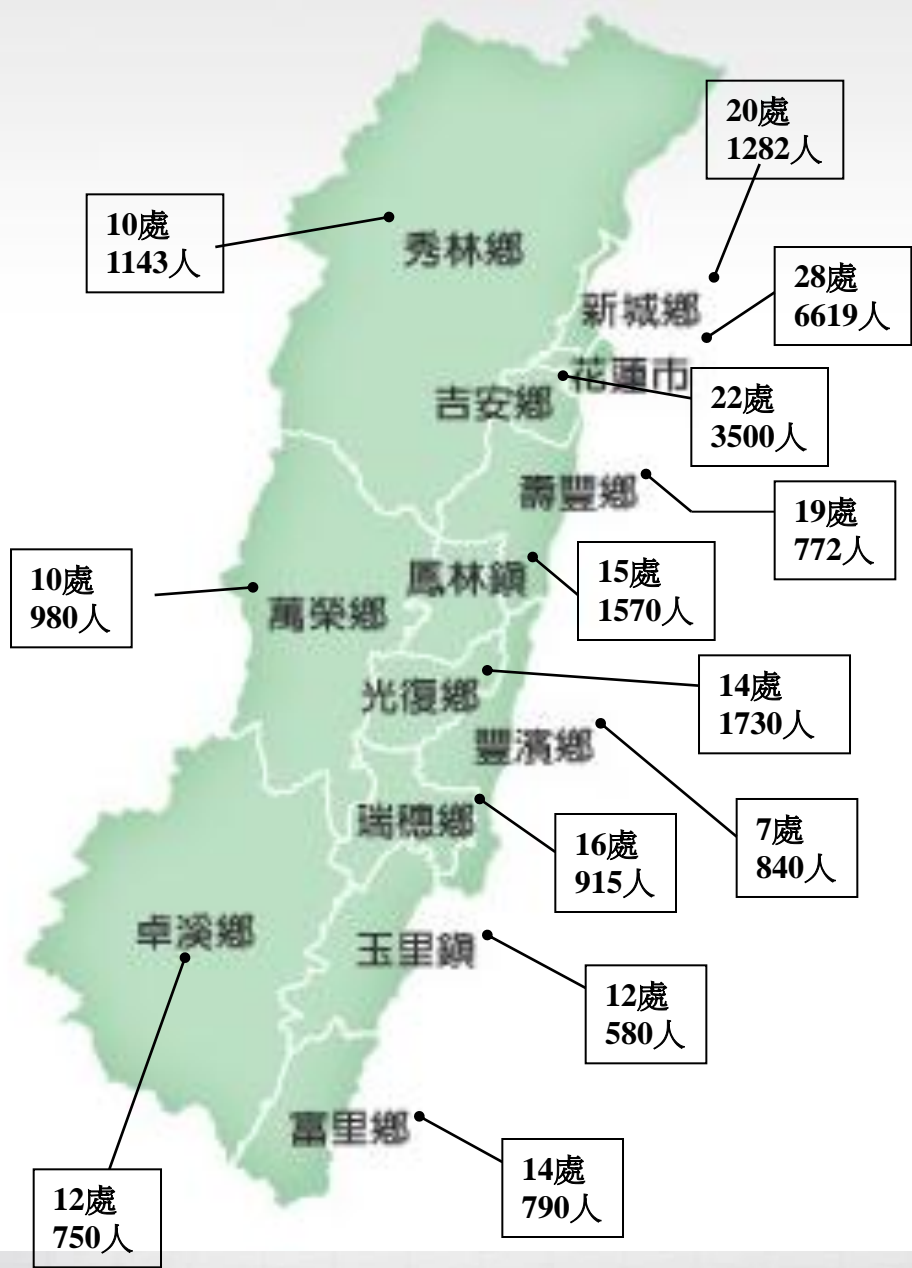 20處
1282人
10處
1143人
秀林鄉
28處
6619人
新城鄉
花蓮市
吉安鄉
22處
3500人
壽豐鄉
19處
772人
10處
980人
鳳林鎮
15處
1570人
萬榮鄉
光復鄉
14處
1730人
豐濱鄉
瑞穗鄉
16處
915人
7處
840人
卓溪鄉
玉里鎮
12處
580人
富里鄉
14處
790人
12處
750人